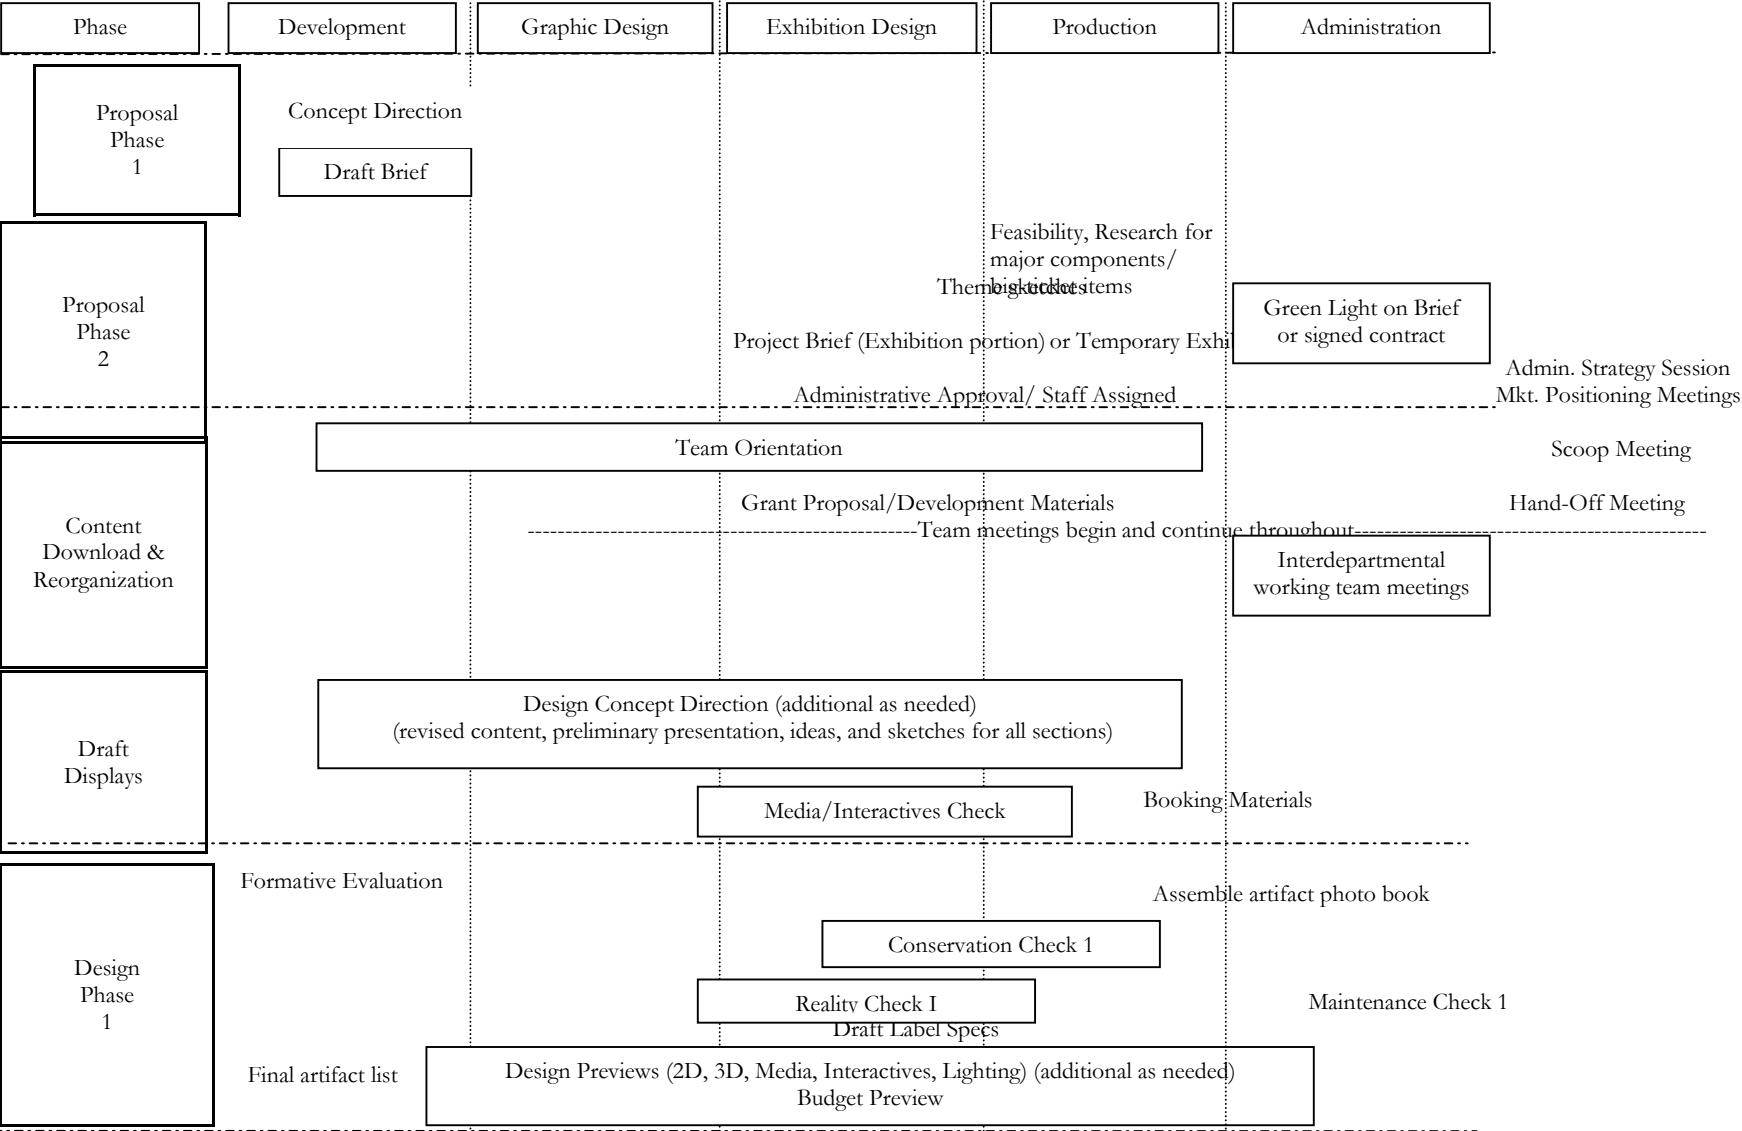 Phase
Development
Graphic Design
Exhibition Design
Production
Administration
Proposal
Phase
1
Concept Direction
Draft Brief
Proposal
Phase
2
Feasibility, Research for
major components/
big-ticket items
Theme sketches
Project Brief (Exhibition portion) or Temporary Exhi
Green Light on Brief
or signed contract
Admin. Strategy Session
Administrative Approval/ Staff Assigned
Mkt. Positioning Meetings
Team Orientation
Scoop Meeting
Content
Download &
Reorganization
Grant Proposal/Development Materials
Hand-Off Meeting
Team meetings begin and continue throughout
Interdepartmental
working team meetings
Draft
Displays
Design Concept Direction (additional as needed)
(revised content, preliminary presentation, ideas, and sketches for all sections)
Media/Interactives Check
Booking Materials
Design
Phase
1
Formative Evaluation
Assemble artifact photo book
Conservation Check 1
Reality Check I
Maintenance Check 1
Draft Label Specs
Final artifact list
Design Previews (2D, 3D, Media, Interactives, Lighting) (additional as needed)
Budget Preview